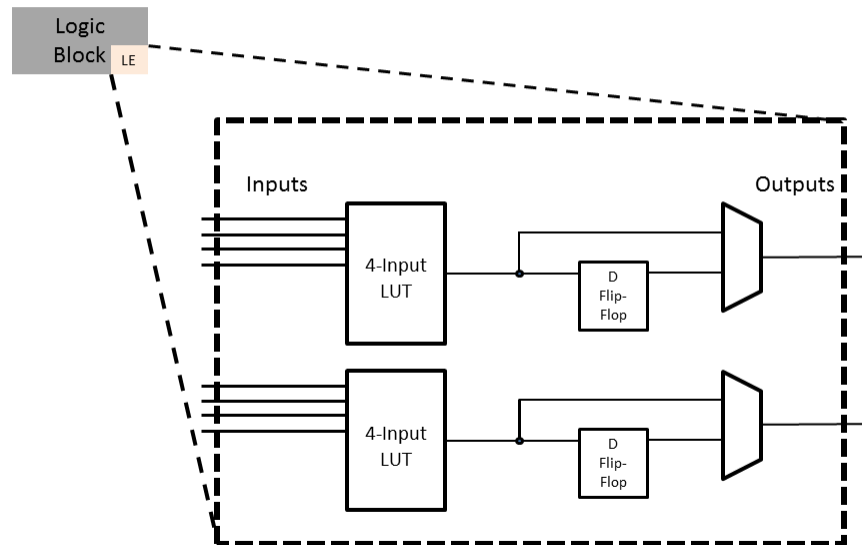 Logic
Block
LE
Inputs
Outputs
4-Input
LUT
D
Flip-
Flop
4-Input
LUT
D
Flip-
Flop